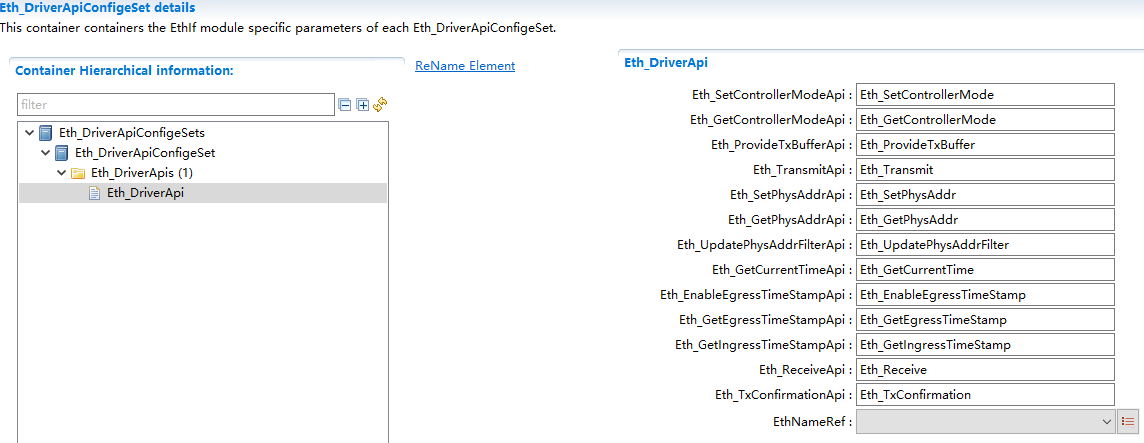 Eth_DriverApiConfigeSet details
This container containers the EthIf module specific parameters of each Eth_DriverApiConfigeSet.
Container Hierarchical information:
ReName Element
filter
Eth_DriverApiConfigeSets
Eth_DriverApiConfigeSet
Eth_DriverApis (1)
Eth_DriverApi
Eth_DriverApi
Eth_SetControllerModeApi : Eth_SetControllerMode
Eth_GetControllerModeApi : Eth_GetControllerMode
Eth_ProvideTxBufferApi : Eth_ProvideTxBuffer
Eth_TransmitApi : Eth_Transmit
Eth_SetPhysAddrApi : Eth_SetPhysAddr
Eth_GetPhysAddrApi : Eth_GetPhysAddr
Eth_UpdatePhysAddrFilterApi : Eth_UpdatePhysAddrFilter
Eth_GetCurrentTimeApi : Eth_GetCurrentTime
Eth_EnableEgressTimeStampApi : Eth_EnableEgressTimeStamp
Eth_GetEgressTimeStampApi : Eth_GetEgressTimeStamp
Eth_GetIngressTimeStampApi : Eth_GetIngressTimeStamp
Eth_ReceiveApi : Eth_Receive
Eth_TxConfirmationApi : Eth_TxConfirmation
EthNameRef :